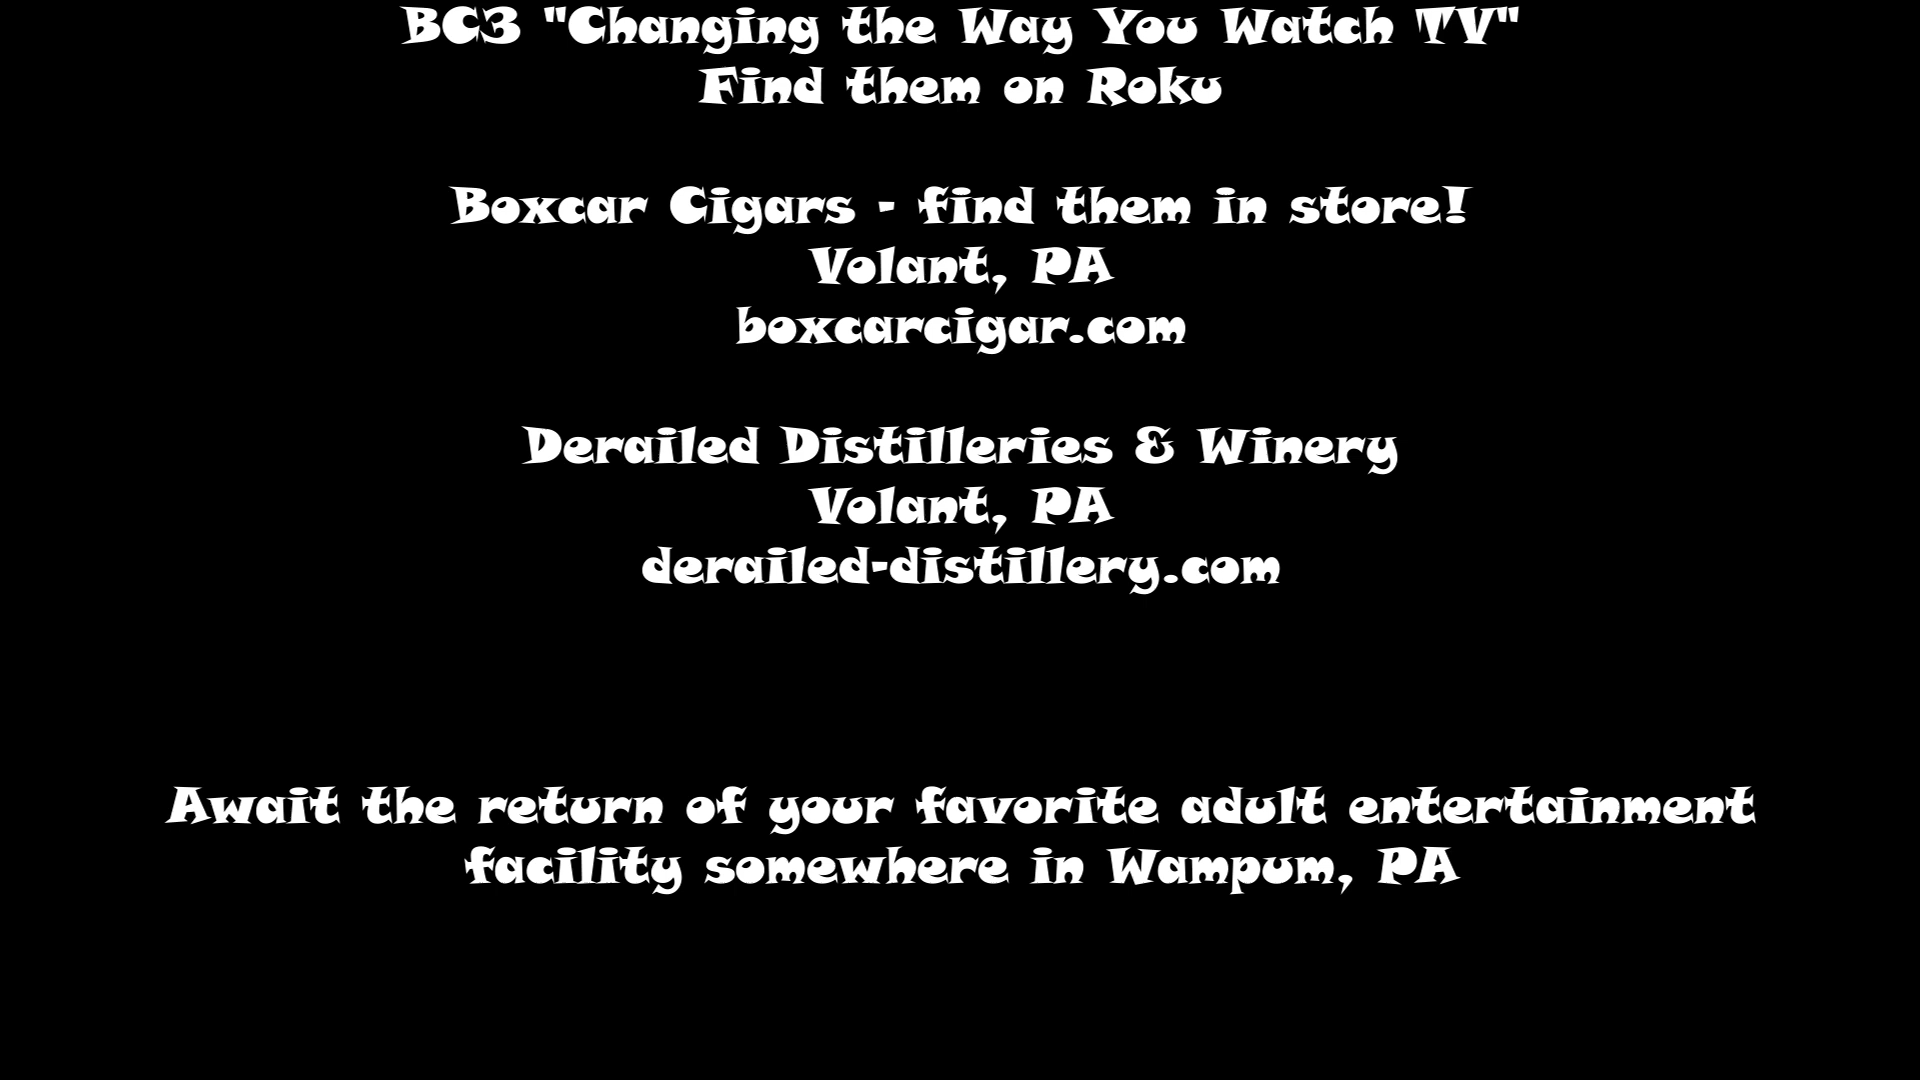 BC3 "Changing the Way You Watch TV"
Find them on Roku
Boxcar Cigars - find them in store!
Volant, PA
boxcarcigar.com
Derailed Distilleries & Winery
Volant, PA
derailed-distillery.com
Await the return of your favorite adult entertainment
facility somewhere in Wampum, PA